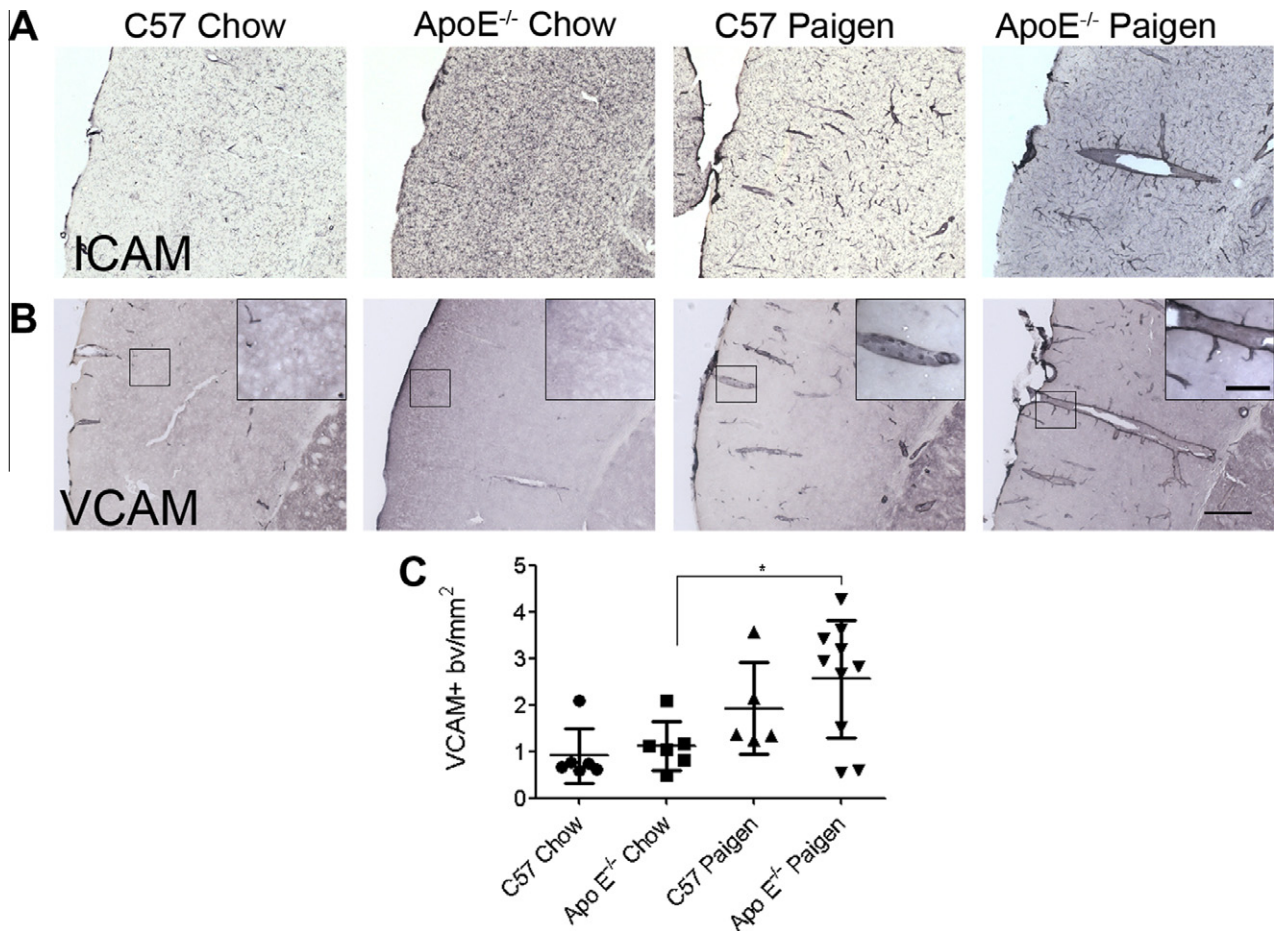 A
C57 Chow
ApoE-/- Chow
C57 Paigen
ApoE-/- Paigen
ICAM
B
VCAM
C
VCAM+ bv/mm2
5
4
3
2
1
0
*
C57 Chow
Apo E-/- Chow
C57 Paigen
Apo E-/- Paigen